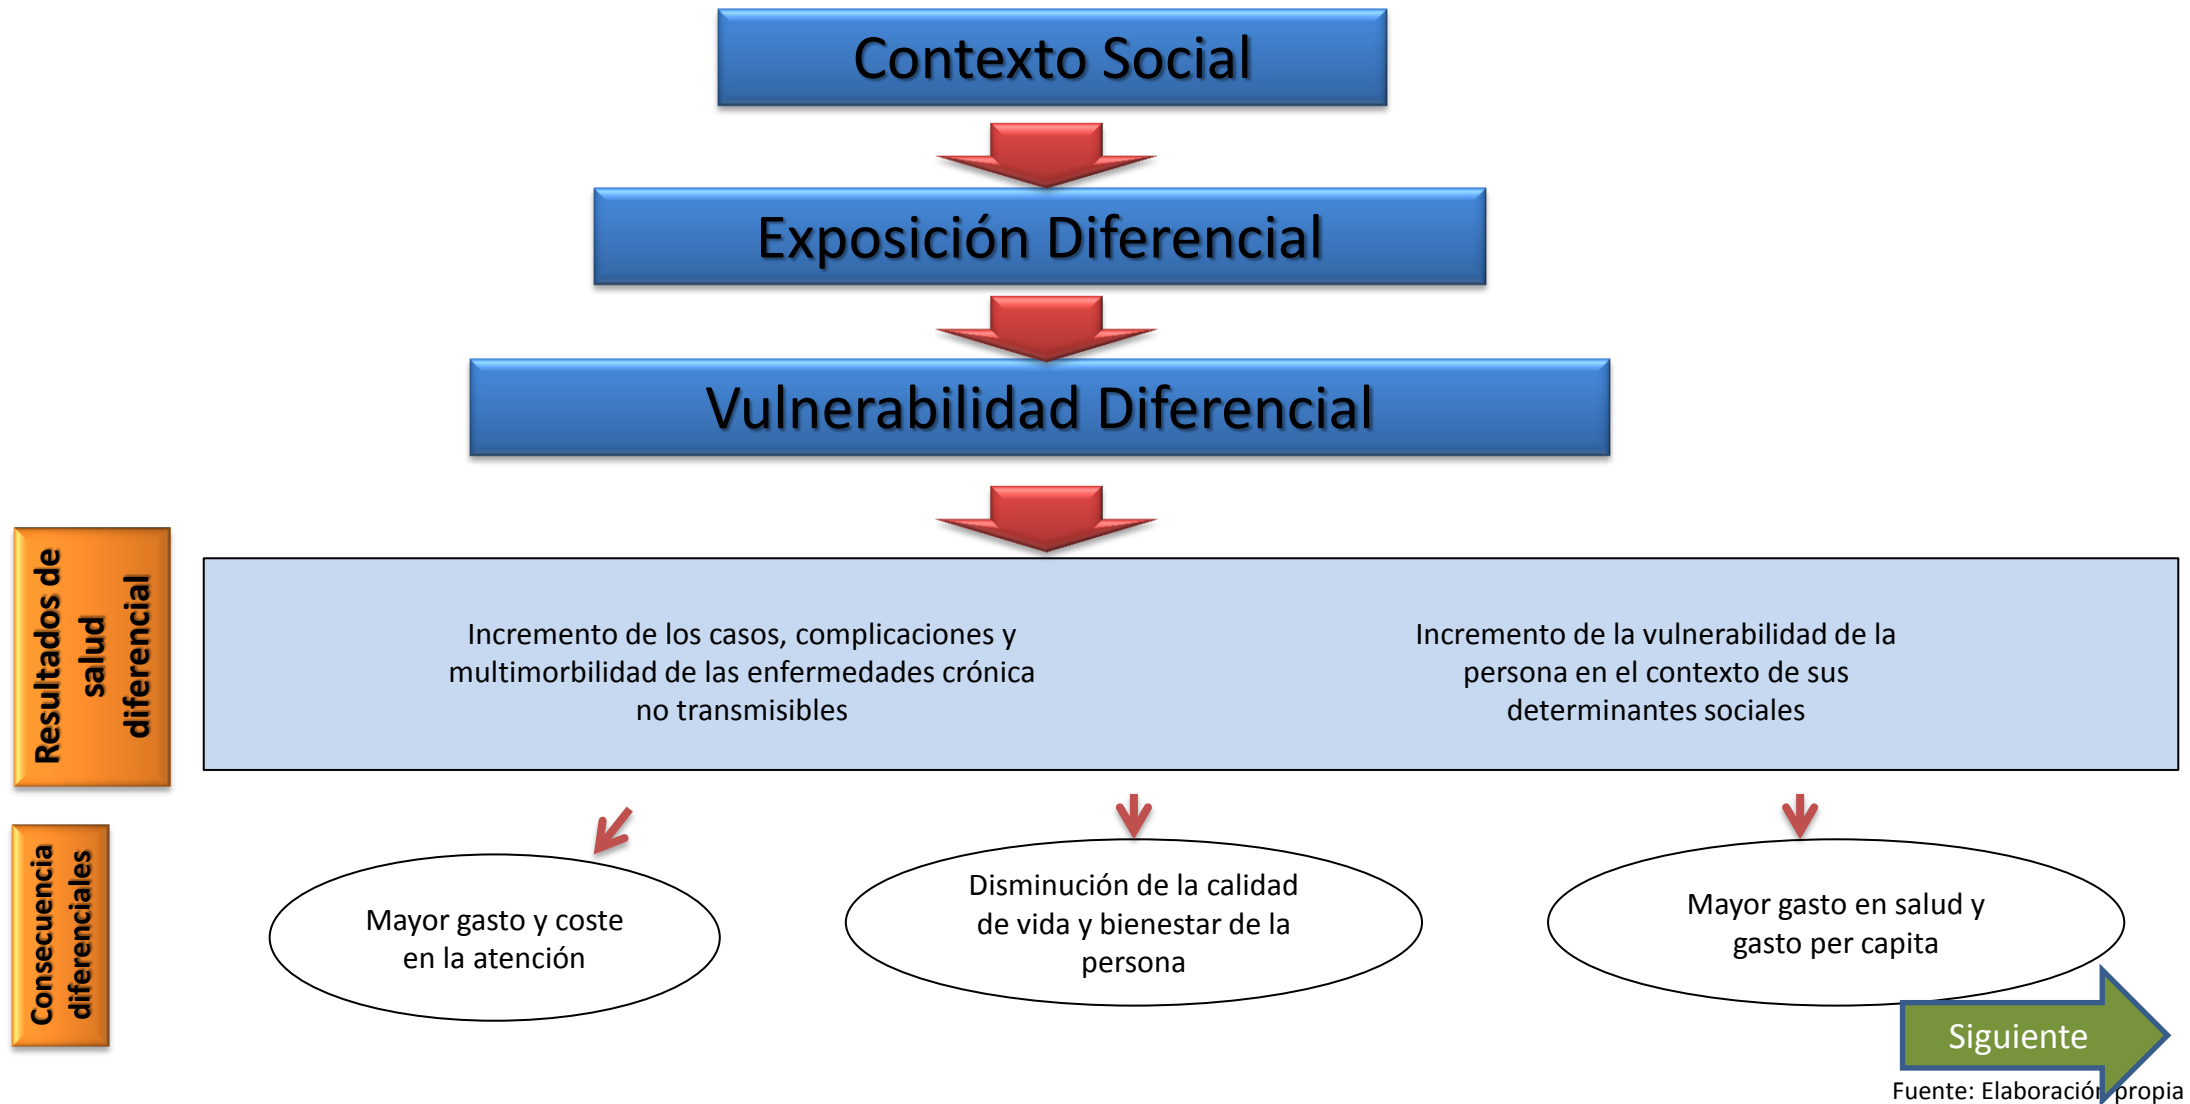 Contexto Social
Exposición Diferencial
Vulnerabilidad Diferencial
Resultados de
salud
diferencial
Incremento de los casos, complicaciones y
multimorbilidad de las enfermedades crónica
no transmisibles
Incremento de la vulnerabilidad de la
persona en el contexto de sus
determinantes sociales
Consecuencia
diferenciales
Mayor gasto y coste
en la atención
Disminución de la calidad
de vida y bienestar de la
persona
Mayor gasto en salud y
gasto per capita
Siguiente
Fuente: Elaboración propia